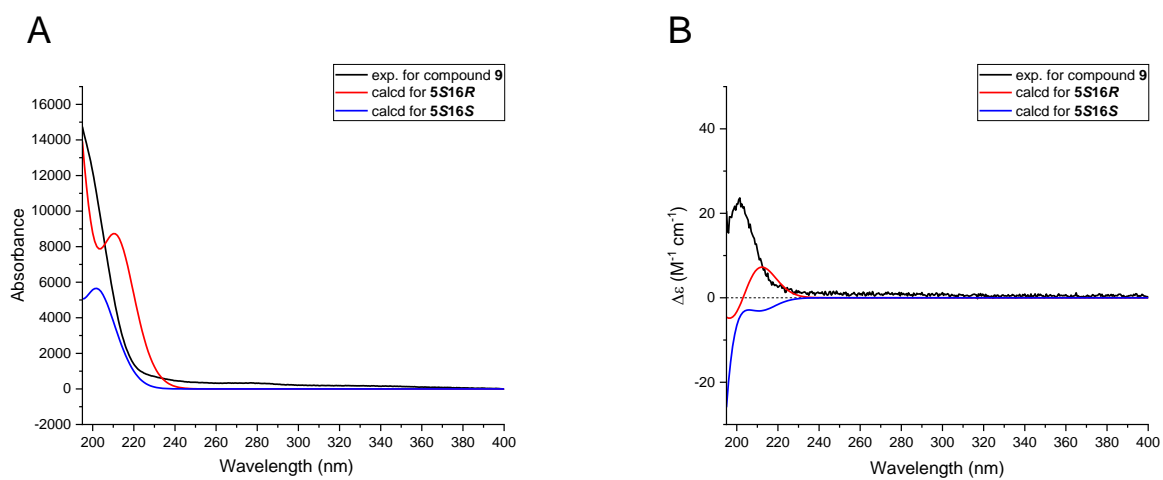 A
exp. for compound 9
calcd for 5S16R
calcd for 5S16S
16000
14000
12000
10000
8000
6000
4000
2000
0
-2000
Absorbance
200 220 240 260 280 300 320 340 360 380 400
Wavelength (nm)
B
exp. for compound 9
calcd for 5S16R
calcd for 5S16S
40
20
0
-20
Δε (M⁻¹ cm⁻¹)
200 220 240 260 280 300 320 340 360 380 400
Wavelength (nm)